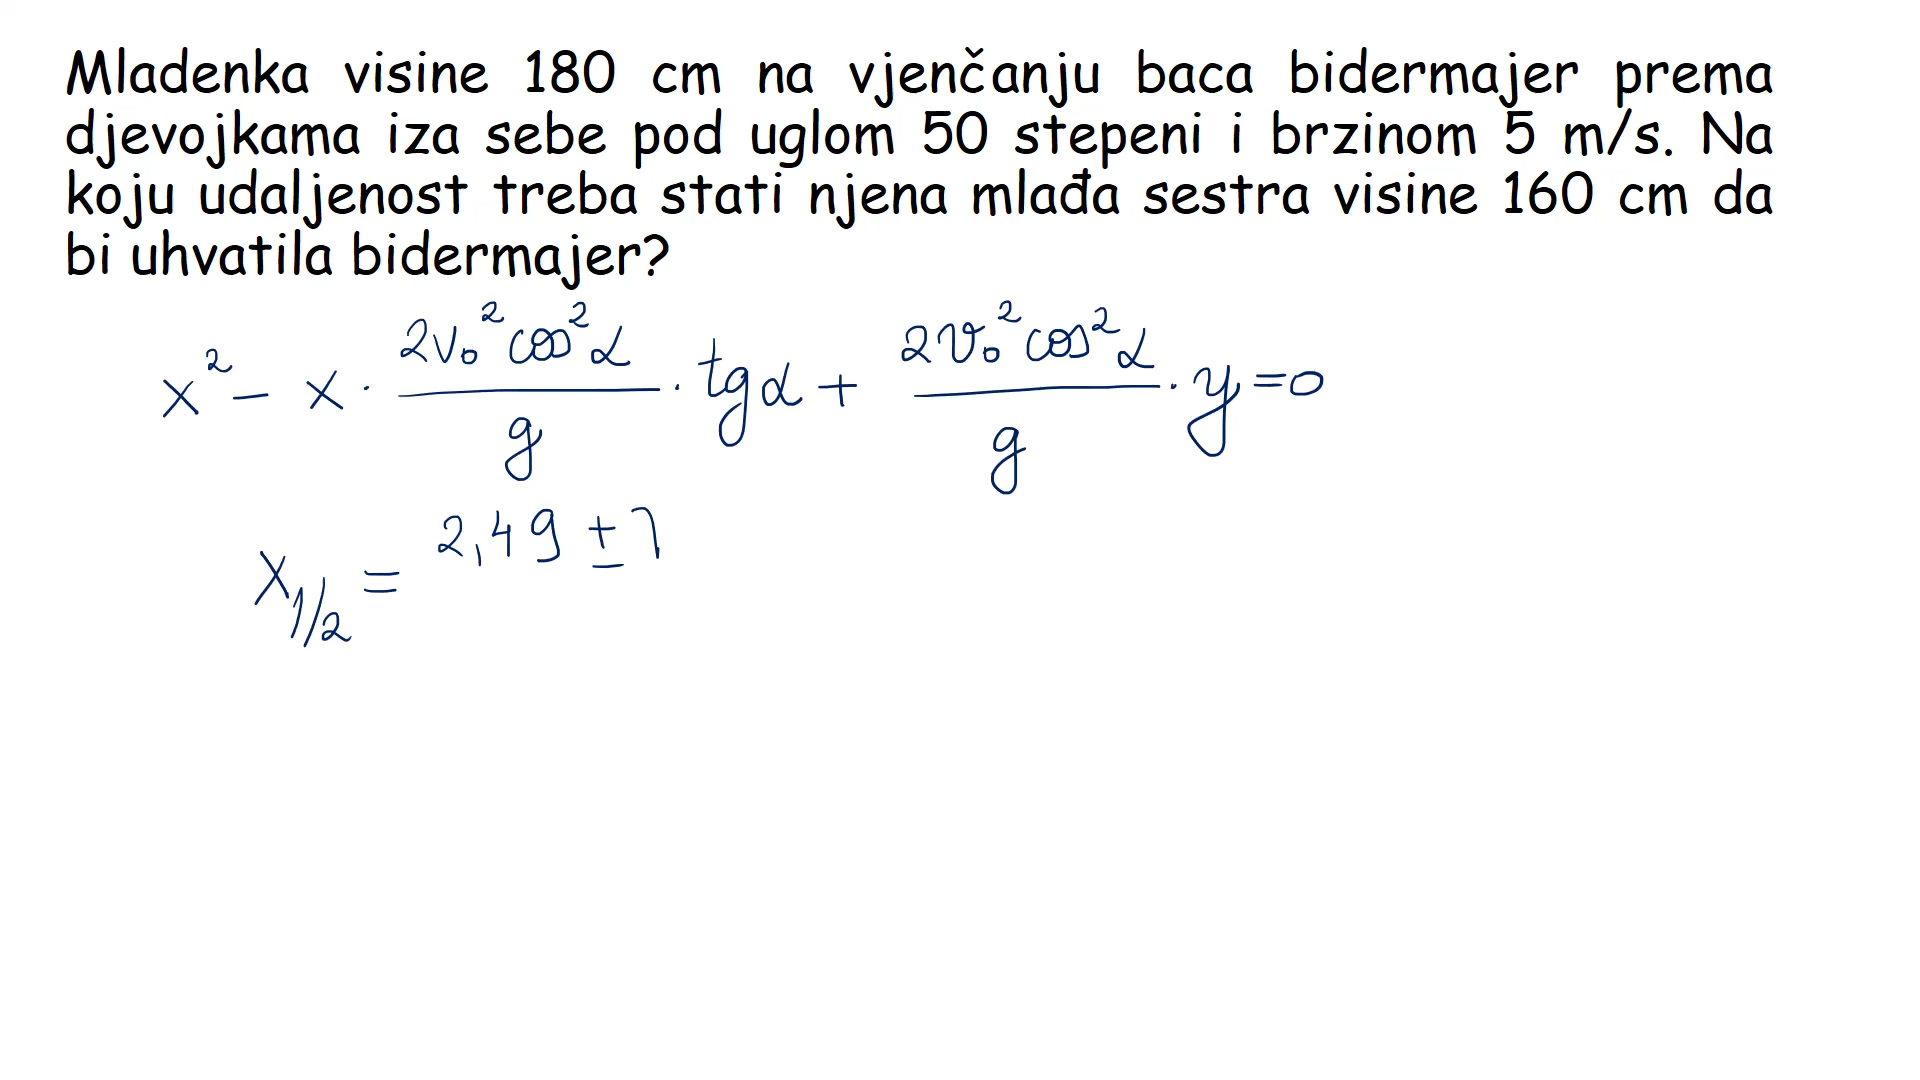 Mladenka visine 180 cm na vjenčanju baca bidermajer prema
djevojkama iza sebe pod uglom 50 stepeni i brzinom 5 m/s. Na
koju udaljenost treba stati njena mlađa sestra visine 160 cm da
bi uhvatila bidermajer?
x² - x · 2v₀²cos²α / g · tgα + 2v₀²cos²α / g · y = 0
x₁/₂ = 2,49 ±